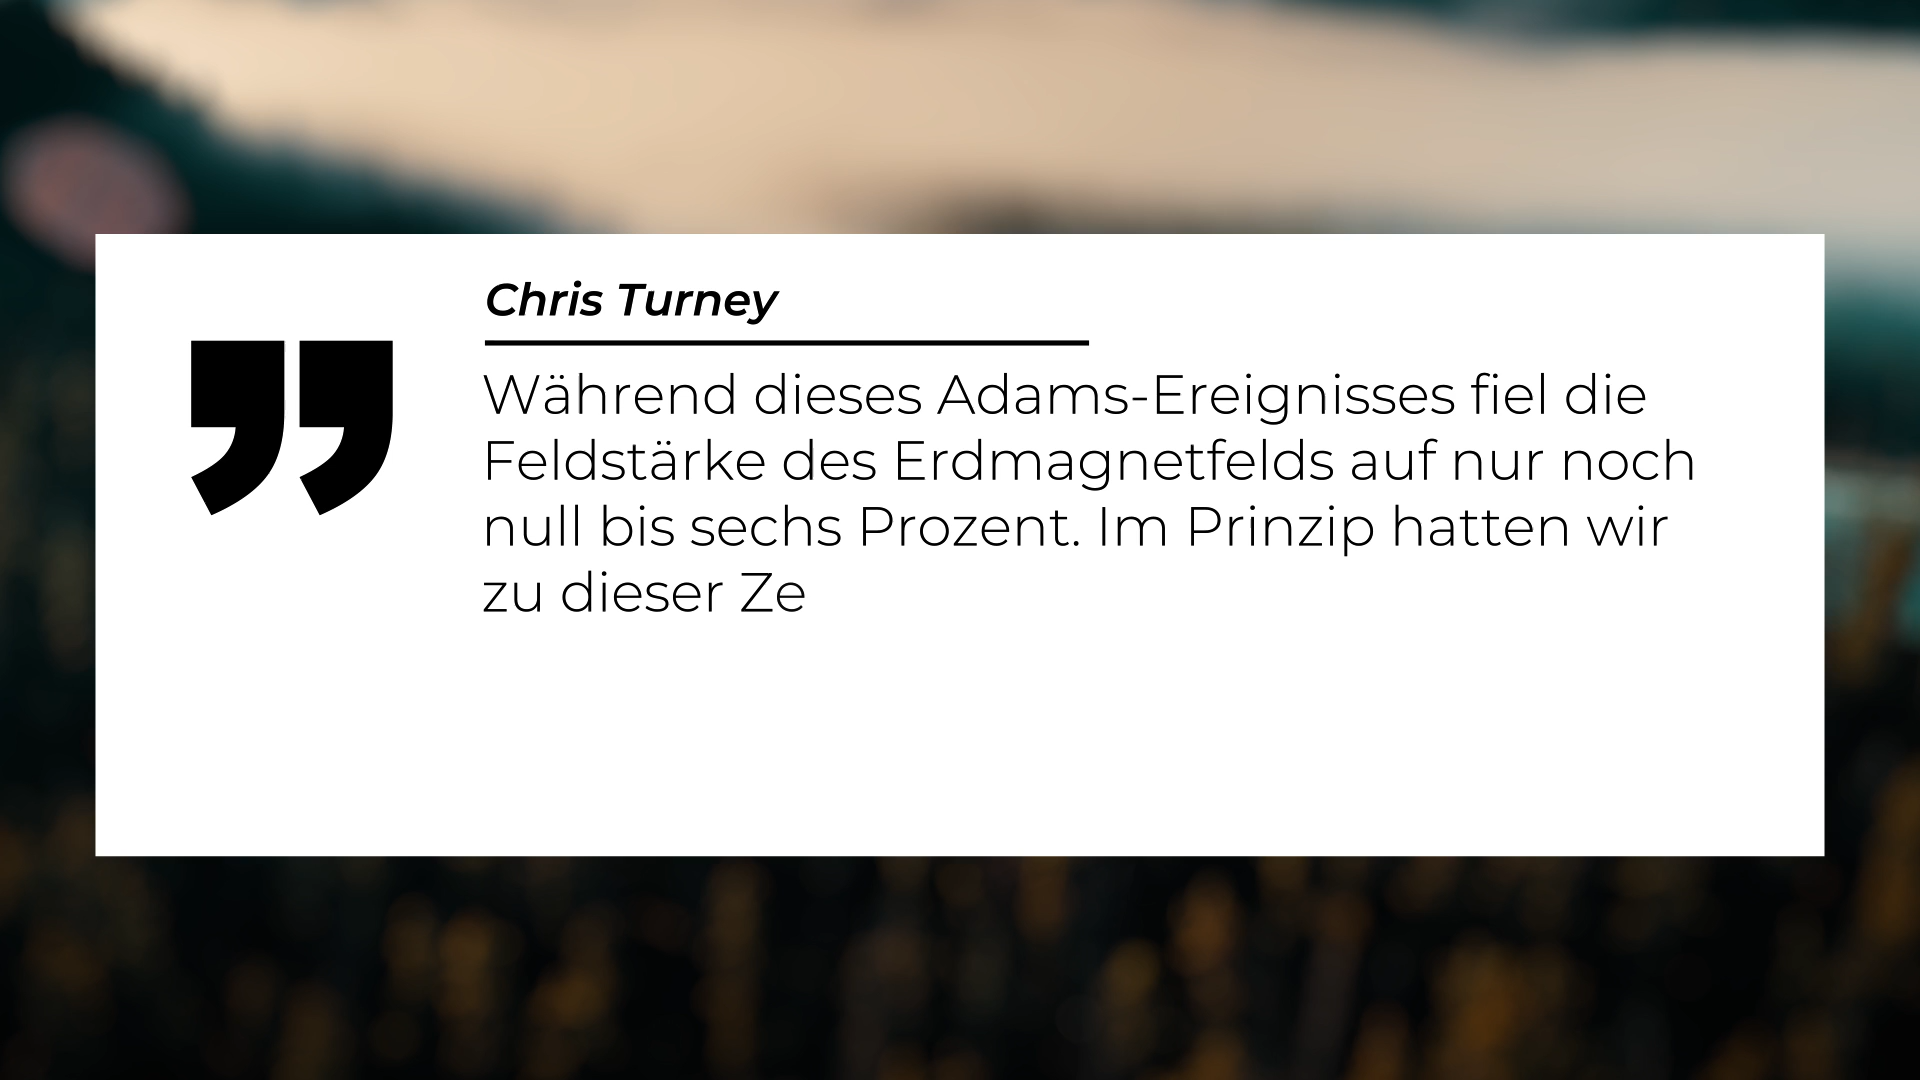 Chris Turney
Während dieses Adams-Ereignisses fiel die
Feldstärke des Erdmagnetfelds auf nur noch
null bis sechs Prozent. Im Prinzip hatten wir
zu dieser Ze